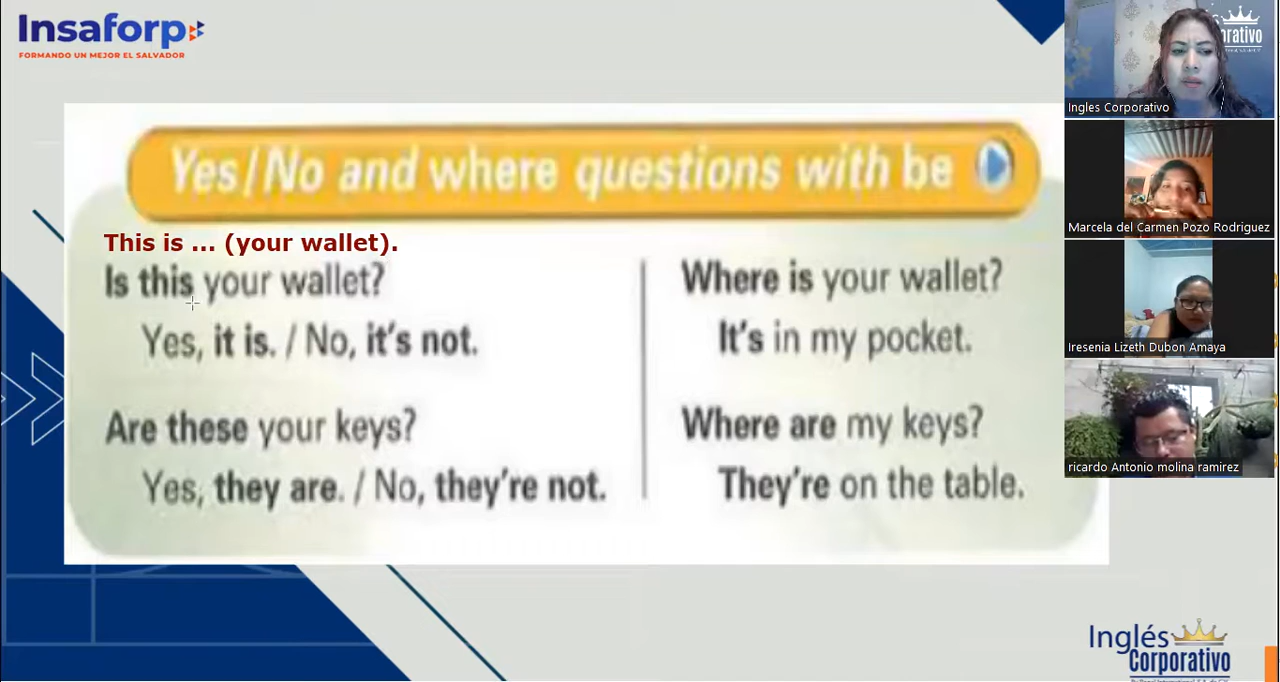 Insaforp
FORMANDO UN MEJOR EL SALVADOR
Yes/No and where questions with be
This is ... (your wallet).
Is this your wallet?
Yes, it is. / No, it's not.
Are these your keys?
Yes, they are. / No, they're not.
Where is your wallet?
It's in my pocket.
Where are my keys?
They're on the table.
orativo
Ingles Corporativo
Marcela del Carmen Pozo Rodriguez
Iresenia Lizeth Dubon Amaya
ricardo Antonio molina ramirez
Inglés
Corporativo